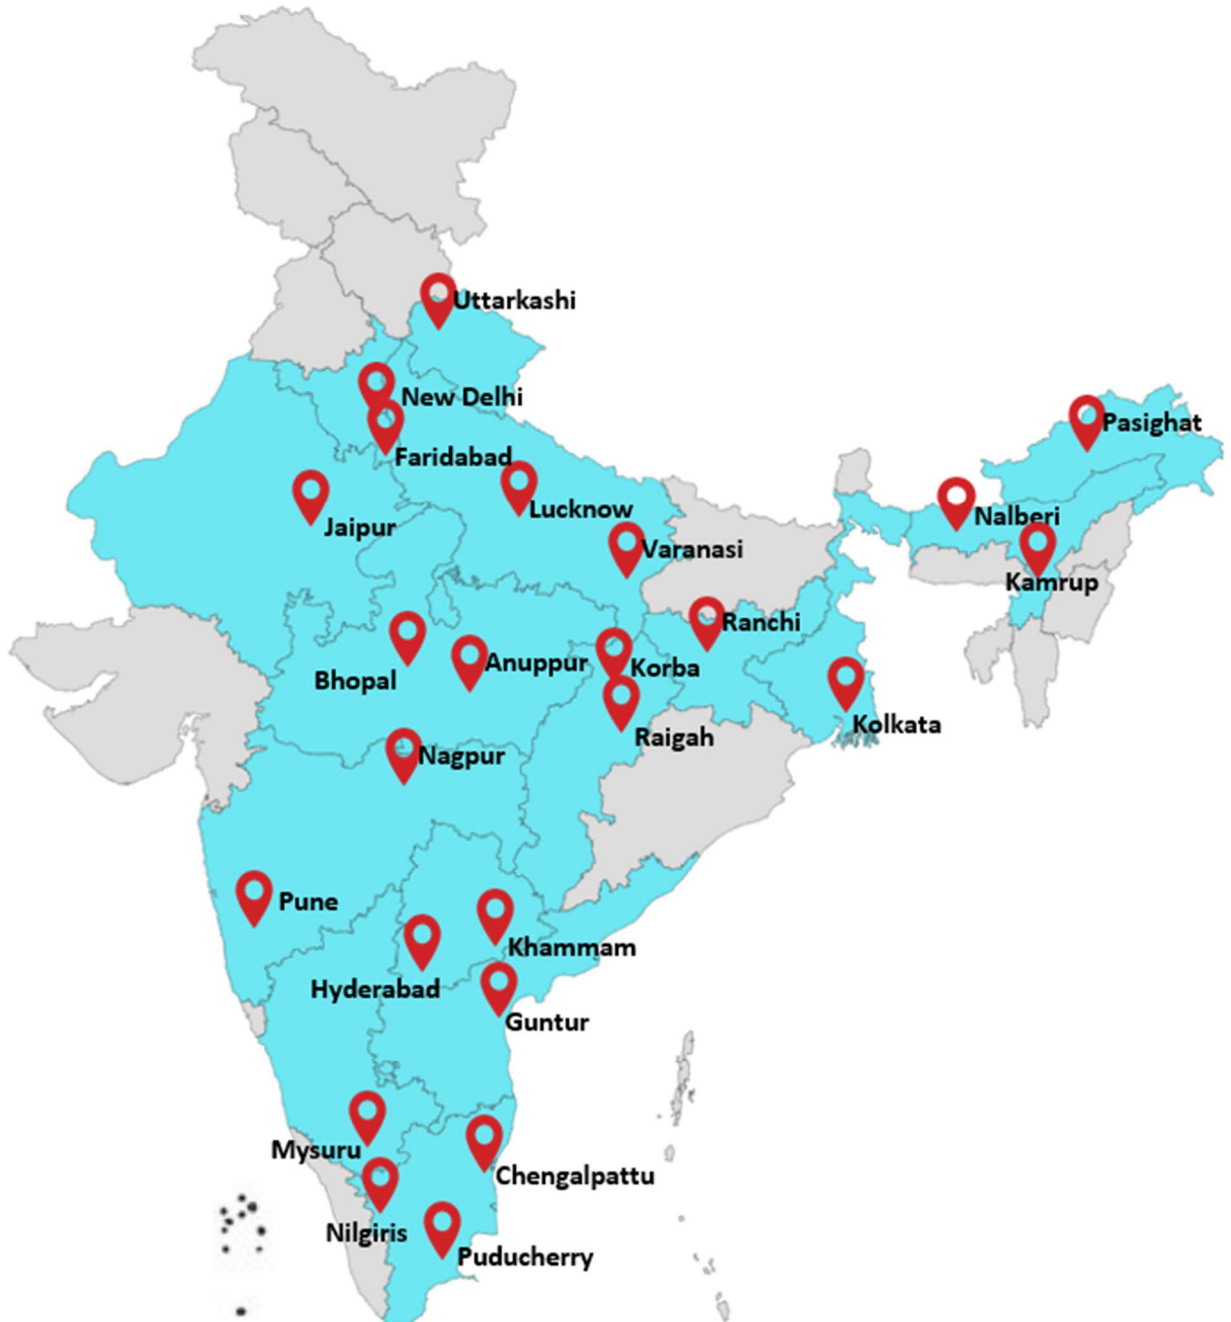 Uttarkashi
New Delhi
Pasighat
Faridabad
Lucknow
Nalberi
Jaipur
Varanasi
Kamrup
Ranchi
Anuppur
Korba
Bhopal
Kolkata
Raigah
Nagpur
Pune
Khammam
Hyderabad
Guntur
Mysuru
Chengalpattu
Nilgiris
Puducherry